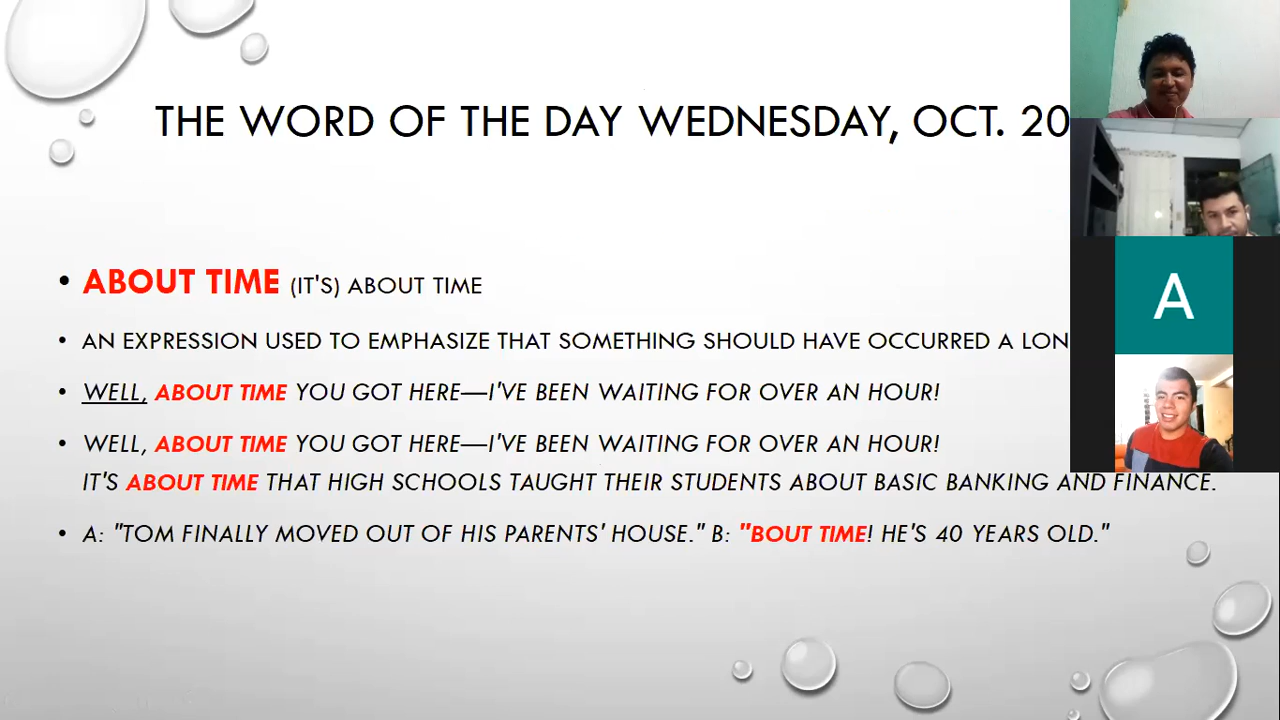 THE WORD OF THE DAY WEDNESDAY, OCT. 20
• ABOUT TIME (IT'S) ABOUT TIME
• AN EXPRESSION USED TO EMPHASIZE THAT SOMETHING SHOULD HAVE OCCURRED A
• WELL, ABOUT TIME YOU GOT HERE—I'VE BEEN WAITING FOR OVER AN HOUR!
• WELL, ABOUT TIME YOU GOT HERE—I'VE BEEN WAITING FOR OVER AN HOUR!
IT'S ABOUT TIME THAT HIGH SCHOOLS TAUGHT THEIR STUDENTS ABOUT BASIC BANKING AND FINANCE.
• A: "TOM FINALLY MOVED OUT OF HIS PARENTS' HOUSE." B: "BOUT TIME! HE'S 40 YEARS OLD."
A